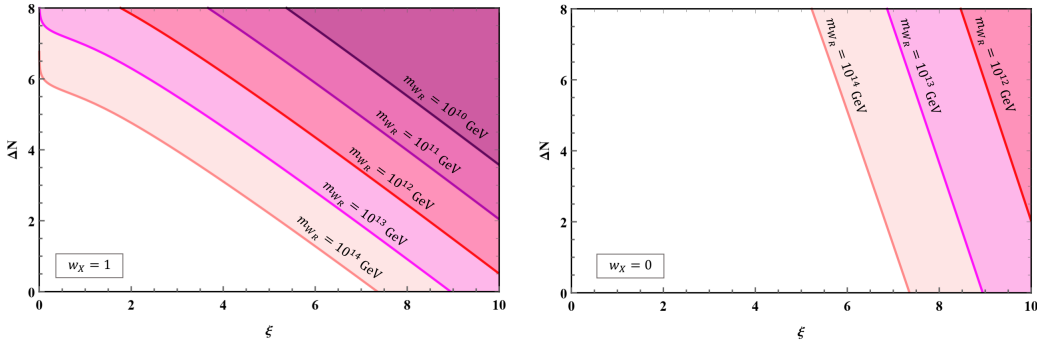 8
6
4
2
0
ΔN
m_{W_R} = 10^{10} GeV
m_{W_R} = 10^{11} GeV
m_{W_R} = 10^{12} GeV
m_{W_R} = 10^{13} GeV
m_{W_R} = 10^{14} GeV
w_X = 1
0 2 4 6 8 10
ξ
8
6
4
2
0
ΔN
m_{W_R} = 10^{14} GeV
m_{W_R} = 10^{13} GeV
m_{W_R} = 10^{12} GeV
w_X = 0
0 2 4 6 8 10
ξ